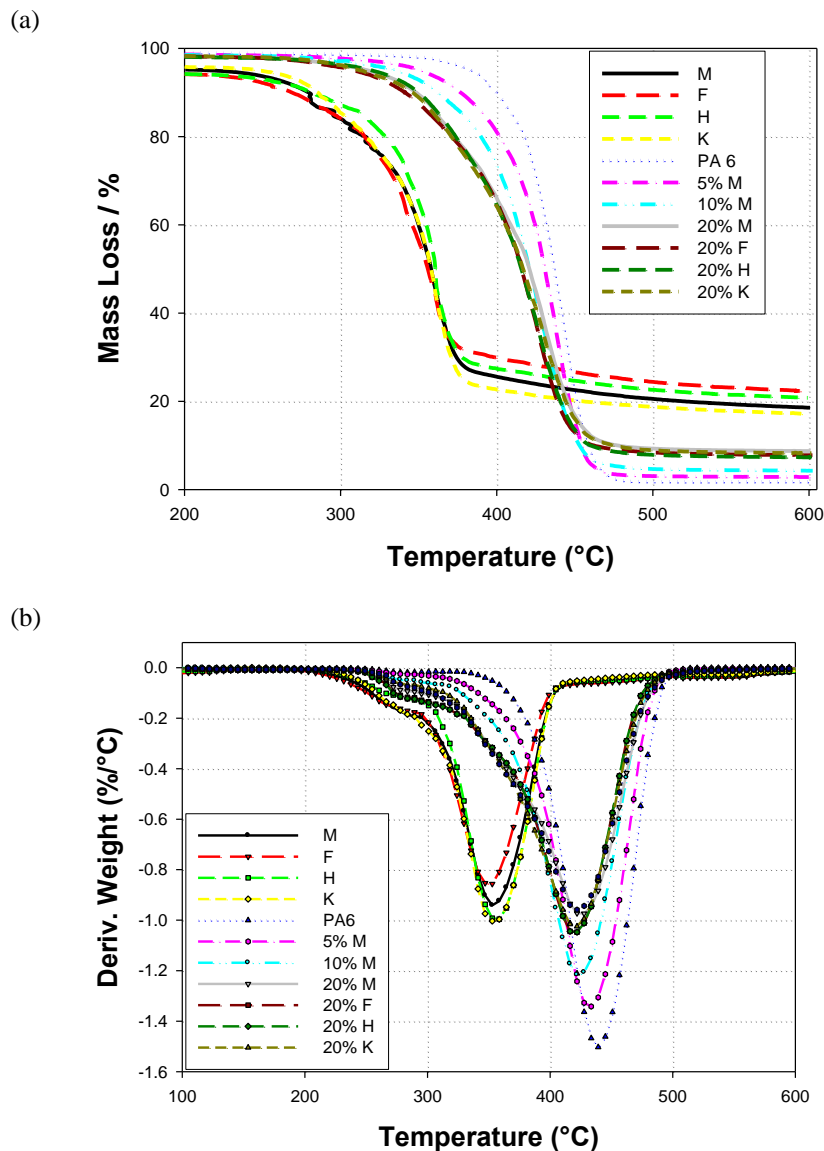 (a)
100
80
60
40
20
0
Mass Loss / %
M
F
H
K
PA 6
5% M
10% M
20% M
20% F
20% H
20% K
200
300
400
500
600
Temperature (°C)
(b)
0.0
-0.2
-0.4
-0.6
-0.8
-1.0
-1.2
-1.4
-1.6
Deriv. Weight (%/°C)
M
F
H
K
PA6
5% M
10% M
20% M
20% F
20% H
20% K
100
200
300
400
500
600
Temperature (°C)